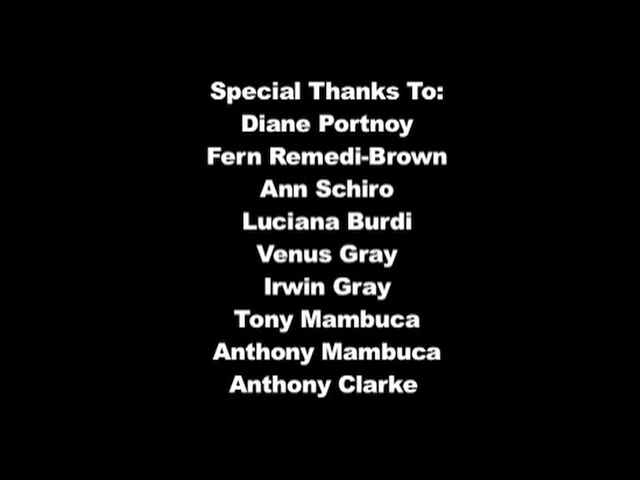 Special Thanks To:
Diane Portnoy
Fern Remedi-Brown
Ann Schiro
Luciana Burdi
Venus Gray
Irwin Gray
Tony Mambuca
Anthony Mambuca
Anthony Clarke